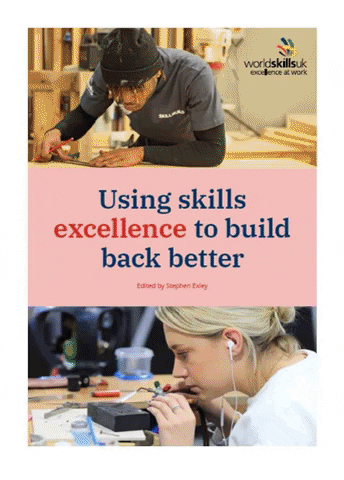 worldskillsuk
excellence at work
Using skills
excellence to build
back better
Edited by Stephen Exley